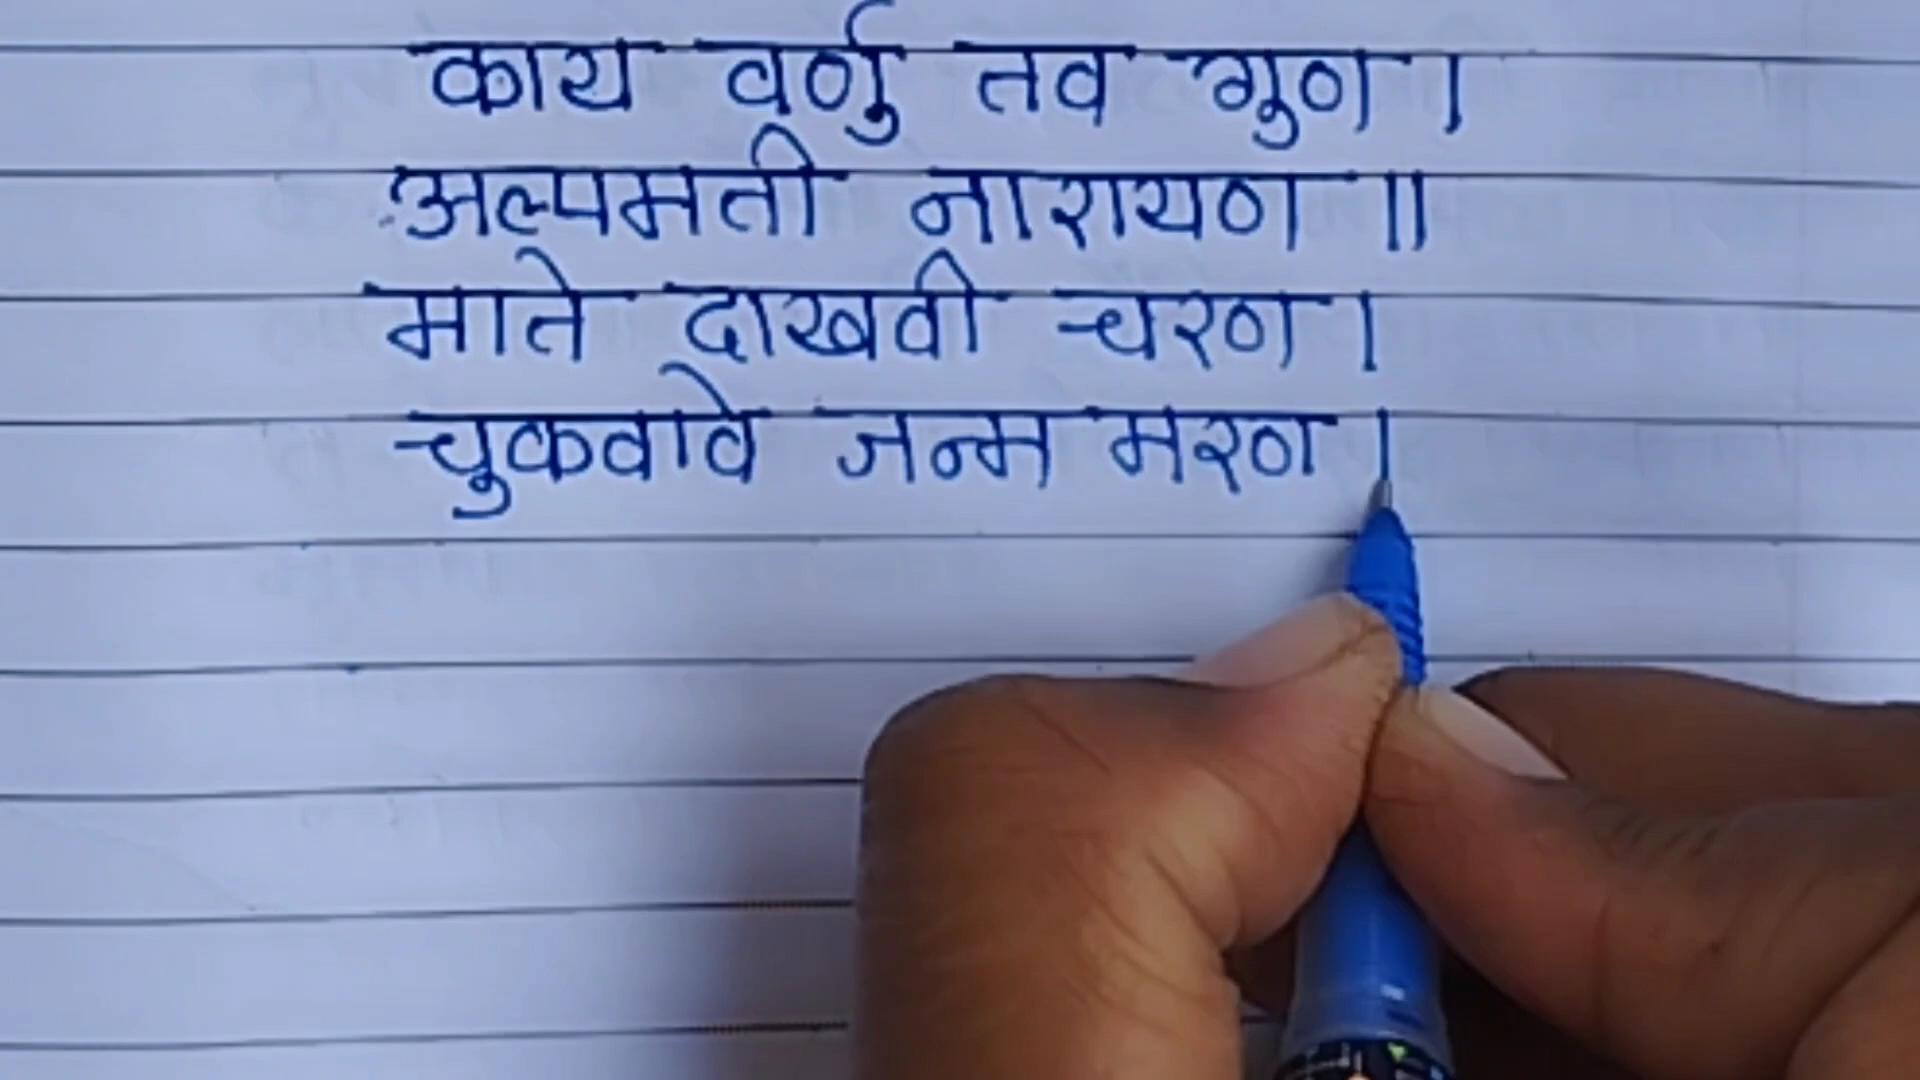 काय वर्णु तव गुण ।
अल्पमती नारायण ॥
माते दाखवी चरण ।
चुकवावे जन्म मरण ।